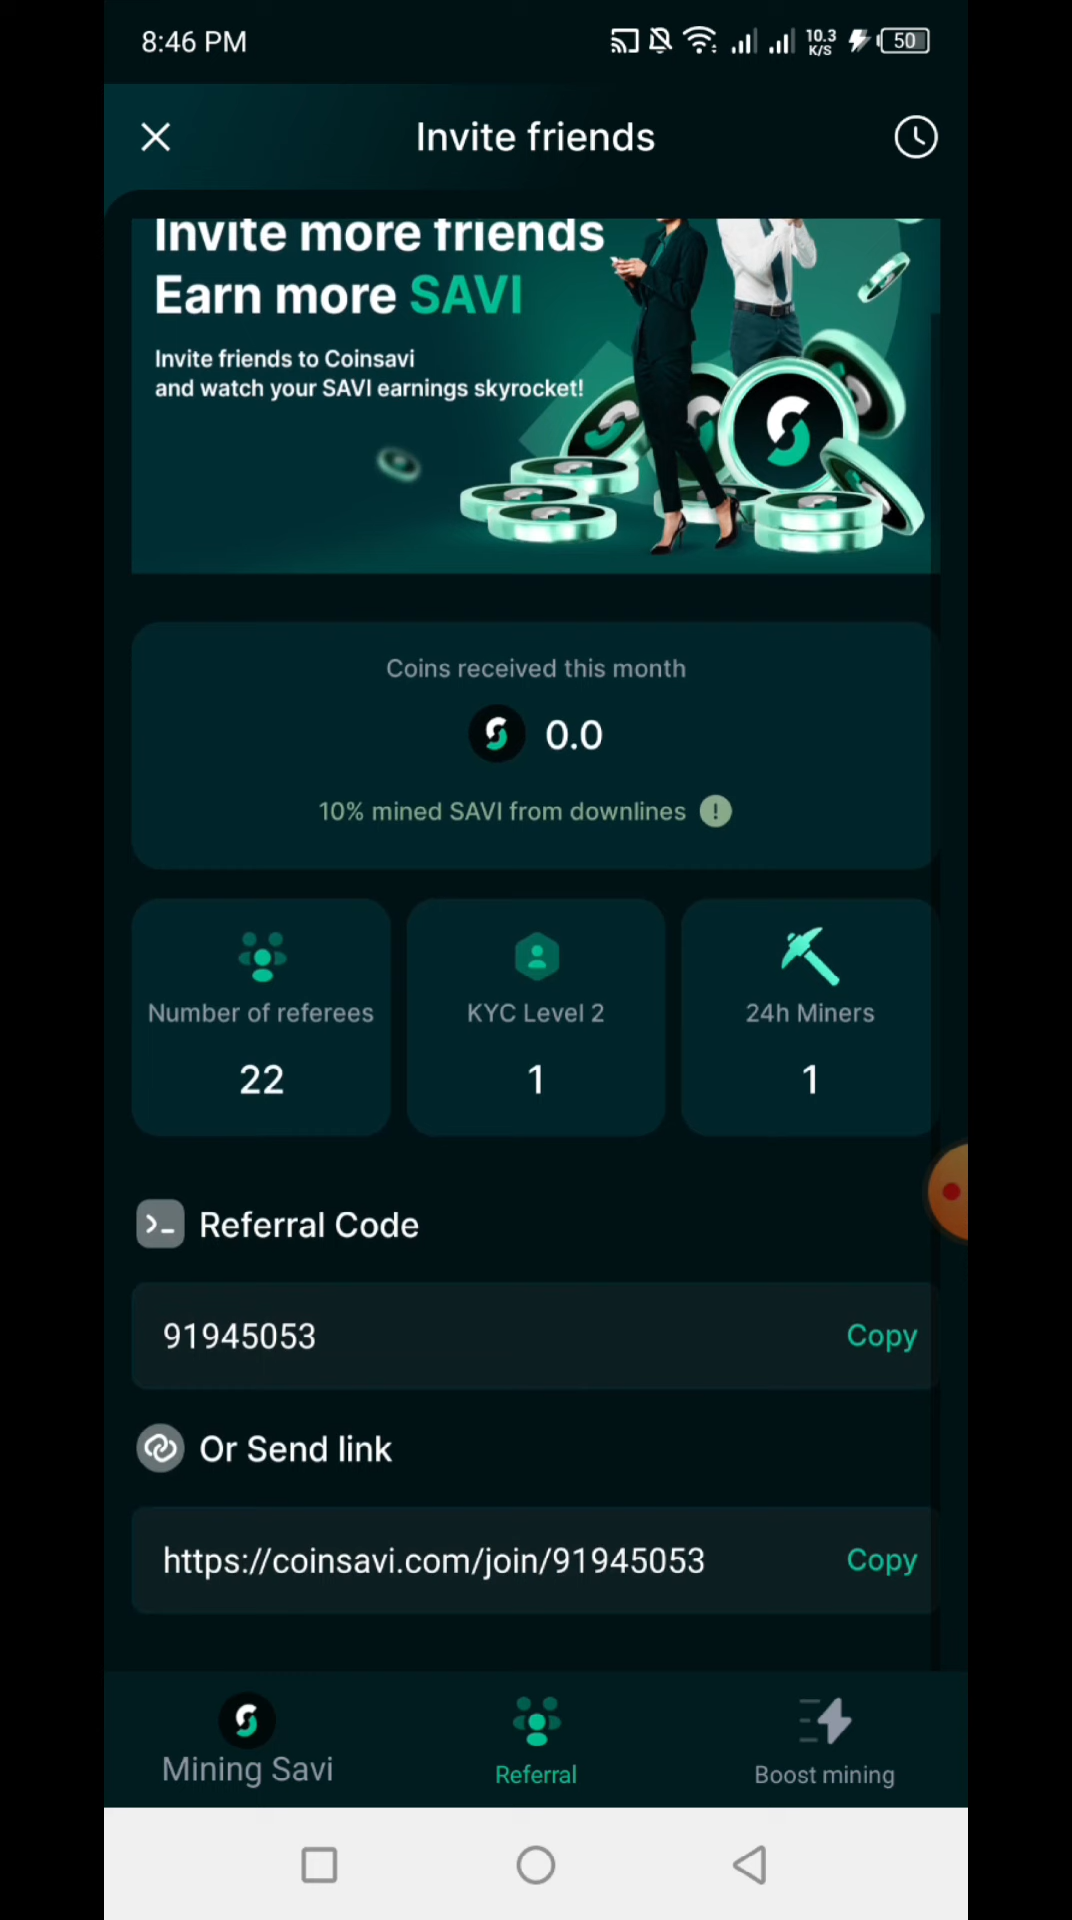 8:46 PM
10.3
K/S
50
Invite friends
Invite more friends
Earn more SAVI
Invite friends to Coinsavi
and watch your SAVI earnings skyrocket!
Coins received this month
0.0
10% mined SAVI from downlines
Number of referees
22
KYC Level 2
1
24h Miners
1
Referral Code
91945053
Copy
Or Send link
https://coinsavi.com/join/91945053
Copy
Mining Savi
Referral
Boost mining